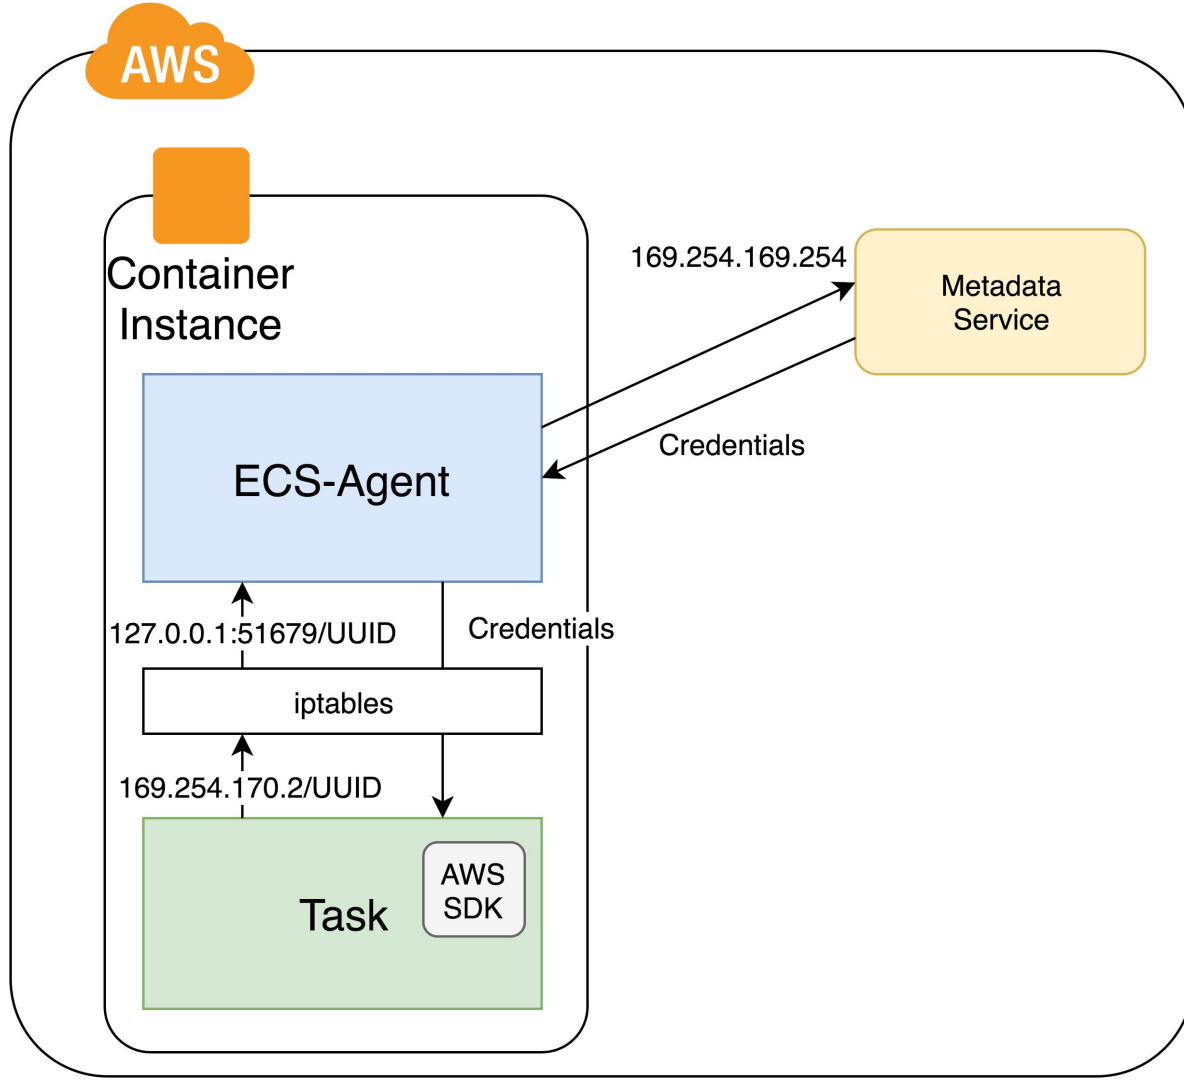 AWS
Container
Instance
169.254.169.254
Metadata
Service
ECS-Agent
Credentials
127.0.0.1:51679/UUID
Credentials
iptables
169.254.170.2/UUID
AWS
SDK
Task